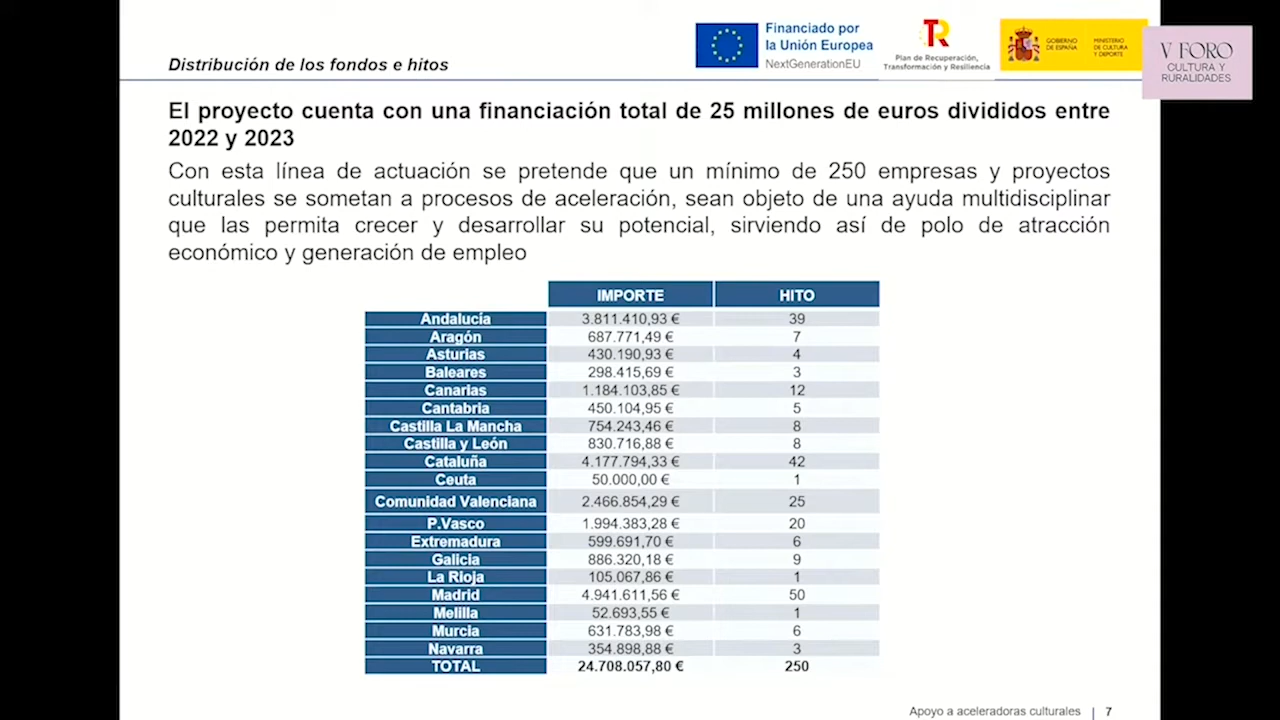 Distribución de los fondos e hitos
Financiado por
la Unión Europea
NextGenerationEU
Plan de Recuperación,
Transformación y Resiliencia
GOBIERNO
DE ESPAÑA
MINISTERIO
DE CULTURA
Y DEPORTE
V FORO
CULTURA Y
RURALIDADES
El proyecto cuenta con una financiación total de 25 millones de euros divididos entre
2022 y 2023
Con esta línea de actuación se pretende que un mínimo de 250 empresas y proyectos
culturales se sometan a procesos de aceleración, sean objeto de una ayuda multidisciplinar
que las permita crecer y desarrollar su potencial, sirviendo así de polo de atracción
económico y generación de empleo
IMPORTE HITO
Andalucía 3.811.410,93 € 39
Aragón 687.771,49 € 7
Asturias 430.190,93 € 4
Baleares 298.415,69 € 3
Canarias 1.184.103,85 € 12
Cantabria 450.104,95 € 5
Castilla La Mancha 754.243,46 € 8
Castilla y León 830.716,88 € 8
Cataluña 4.177.794,33 € 42
Ceuta 50.000,00 € 1
Comunidad Valenciana 2.466.854,29 € 25
P.Vasco 1.994.383,28 € 20
Extremadura 599.691,70 € 6
Galicia 886.320,18 € 9
La Rioja 105.067,86 € 1
Madrid 4.941.611,56 € 50
Melilla 52.693,55 € 1
Murcia 631.783,98 € 6
Navarra 354.898,88 € 3
TOTAL 24.708.057,80 € 250
Apoyo a aceleradoras culturales | 7